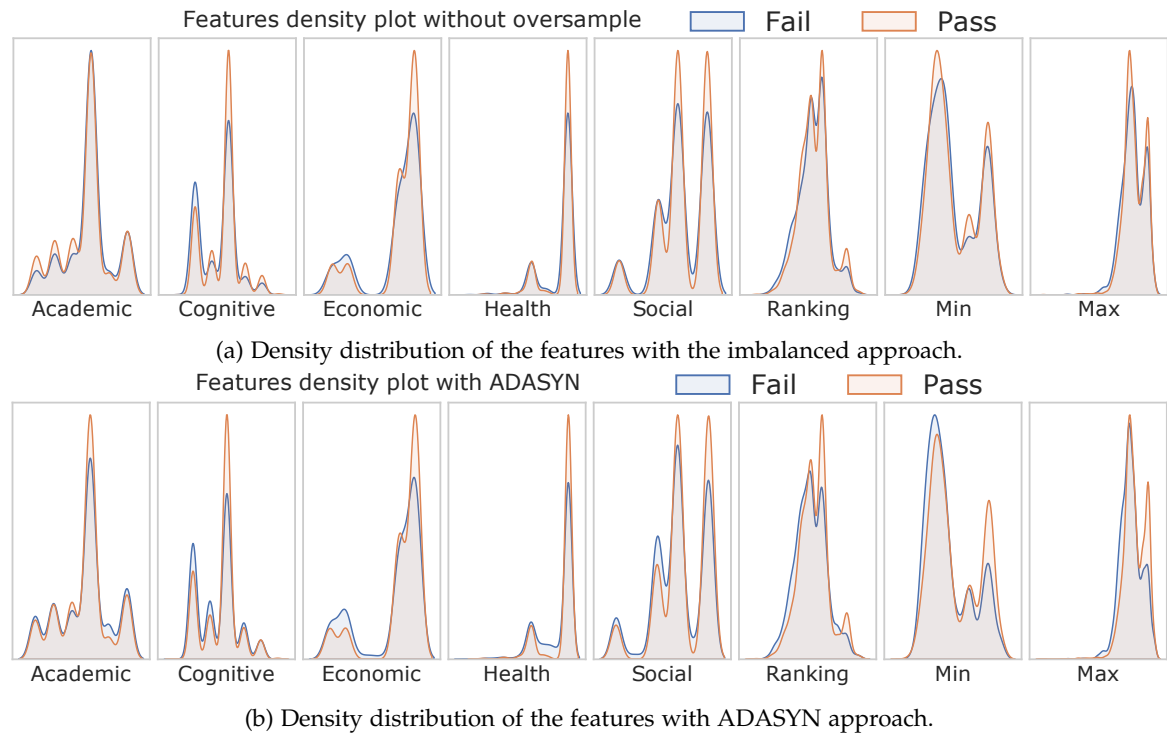 Features density plot without oversample Fail Pass
Academic Cognitive Economic Health Social Ranking Min Max
(a) Density distribution of the features with the imbalanced approach.
Features density plot with ADASYN Fail Pass
Academic Cognitive Economic Health Social Ranking Min Max
(b) Density distribution of the features with ADASYN approach.